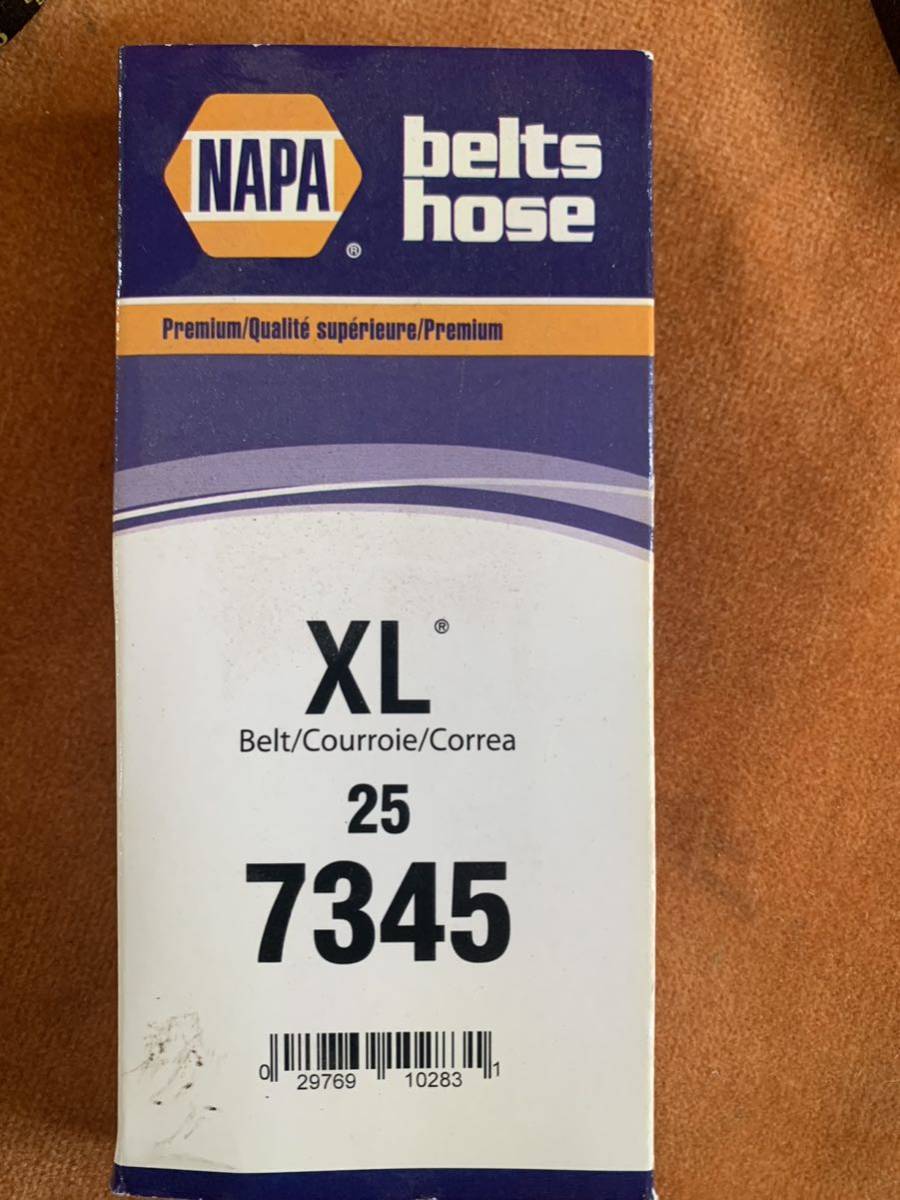 NAPA®
belts
hose
Premium/Qualité supérieure/Premium
XL®
Belt/Courroie/Correa
25
7345
0 29769 10283 1